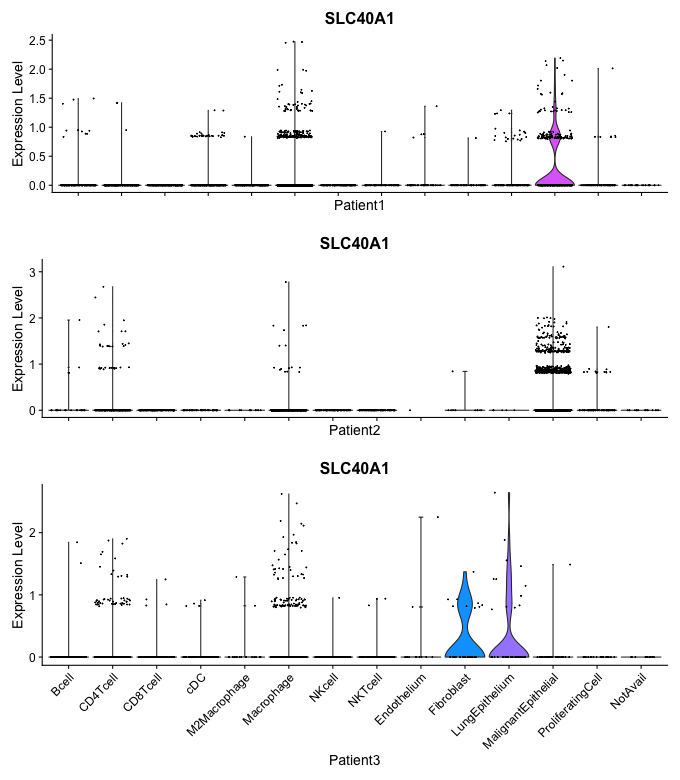 SLC40A1
Expression Level
2.5
2.0
1.5
1.0
0.5
0.0
Patient1
SLC40A1
Expression Level
3
2
1
0
Patient2
SLC40A1
Expression Level
2
1
0
Bcell
CD4Tcell
CD8Tcell
cDC
M2Macrophage
Macrophage
NKcell
NKTcell
Endothelium
Fibroblast
LungEpithelium
MalignantEpithelial
ProliferatingCell
NotAvail
Patient3